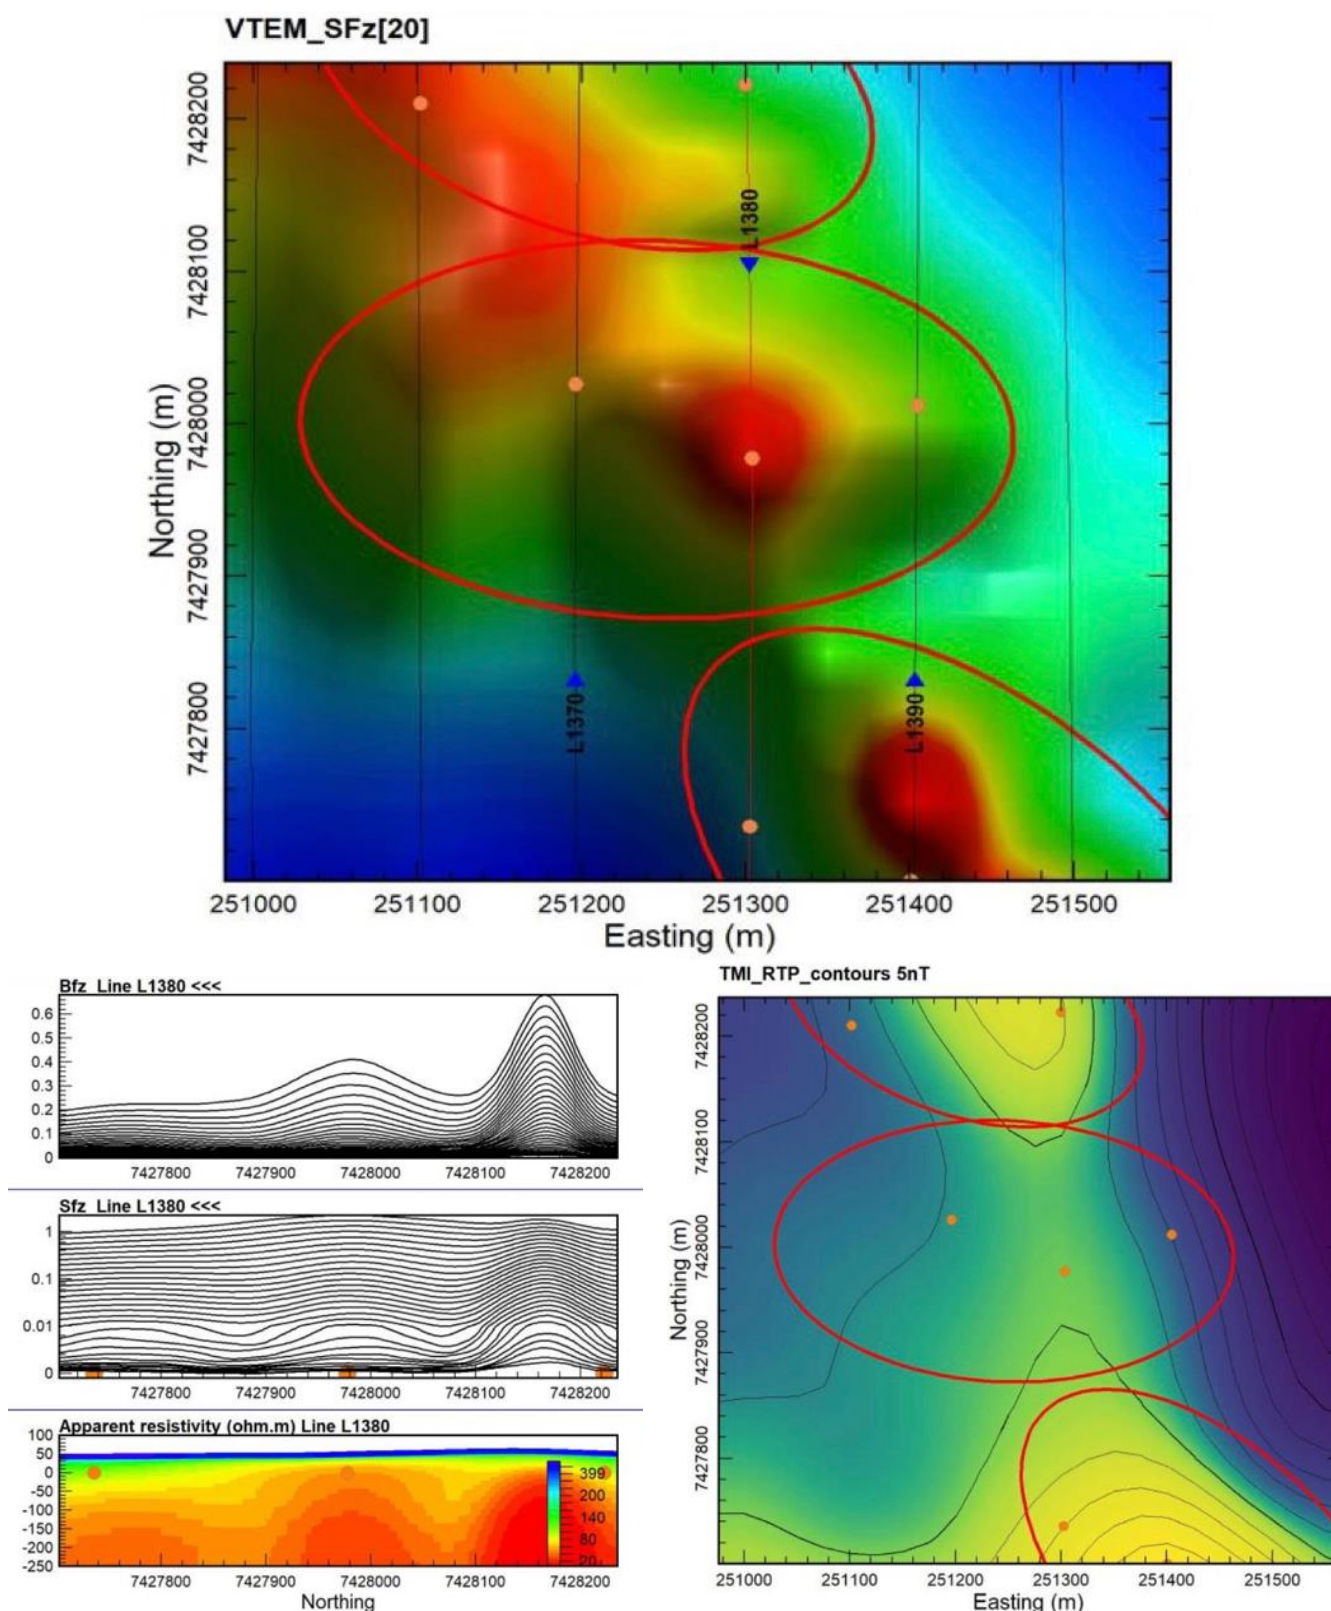 VTEM_SFz[20]
7428200
7428100
7428000
7427900
7427800
Northing (m)
L1380
L1370
L1390
251000 251100 251200 251300 251400 251500
Easting (m)
Bfz Line L1380 <<<
0.6
0.5
0.4
0.3
0.2
0.1
0
7427800 7427900 7428000 7428100 7428200
Sfz Line L1380 <<<
1
0.1
0.01
0
7427800 7427900 7428000 7428100 7428200
Apparent resistivity (ohm.m) Line L1380
100
50
0
-50
-100
-150
-200
-250
399
200
140
80
20
7427800 7427900 7428000 7428100 7428200
Northing
TMI_RTP_contours 5nT
7428200
7428100
7428000
7427900
7427800
Northing (m)
251000 251100 251200 251300 251400 251500
Easting (m)